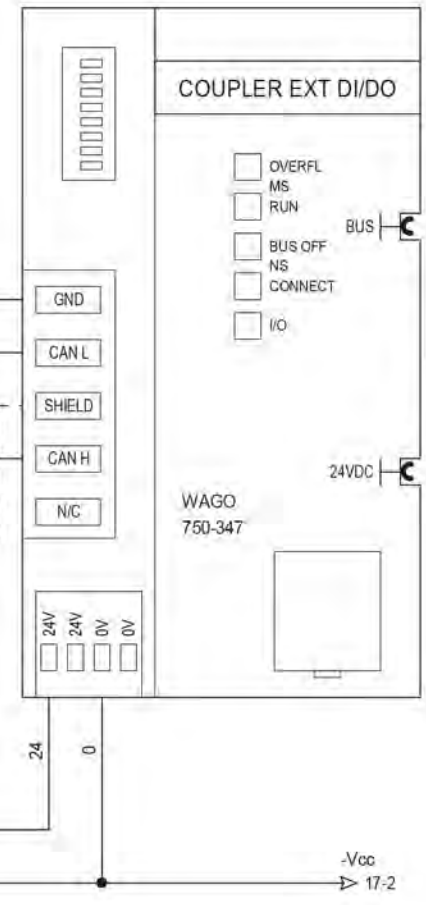 COUPLER EXT DI/DO
OVERFL
MS
RUN
BUS OFF
NS
CONNECT
I/O
BUS
GND
CAN L
SHIELD
CAN H
N/C
24VDC
WAGO
750-347
24V
24V
0V
0V
24
0
-Vcc
17-2